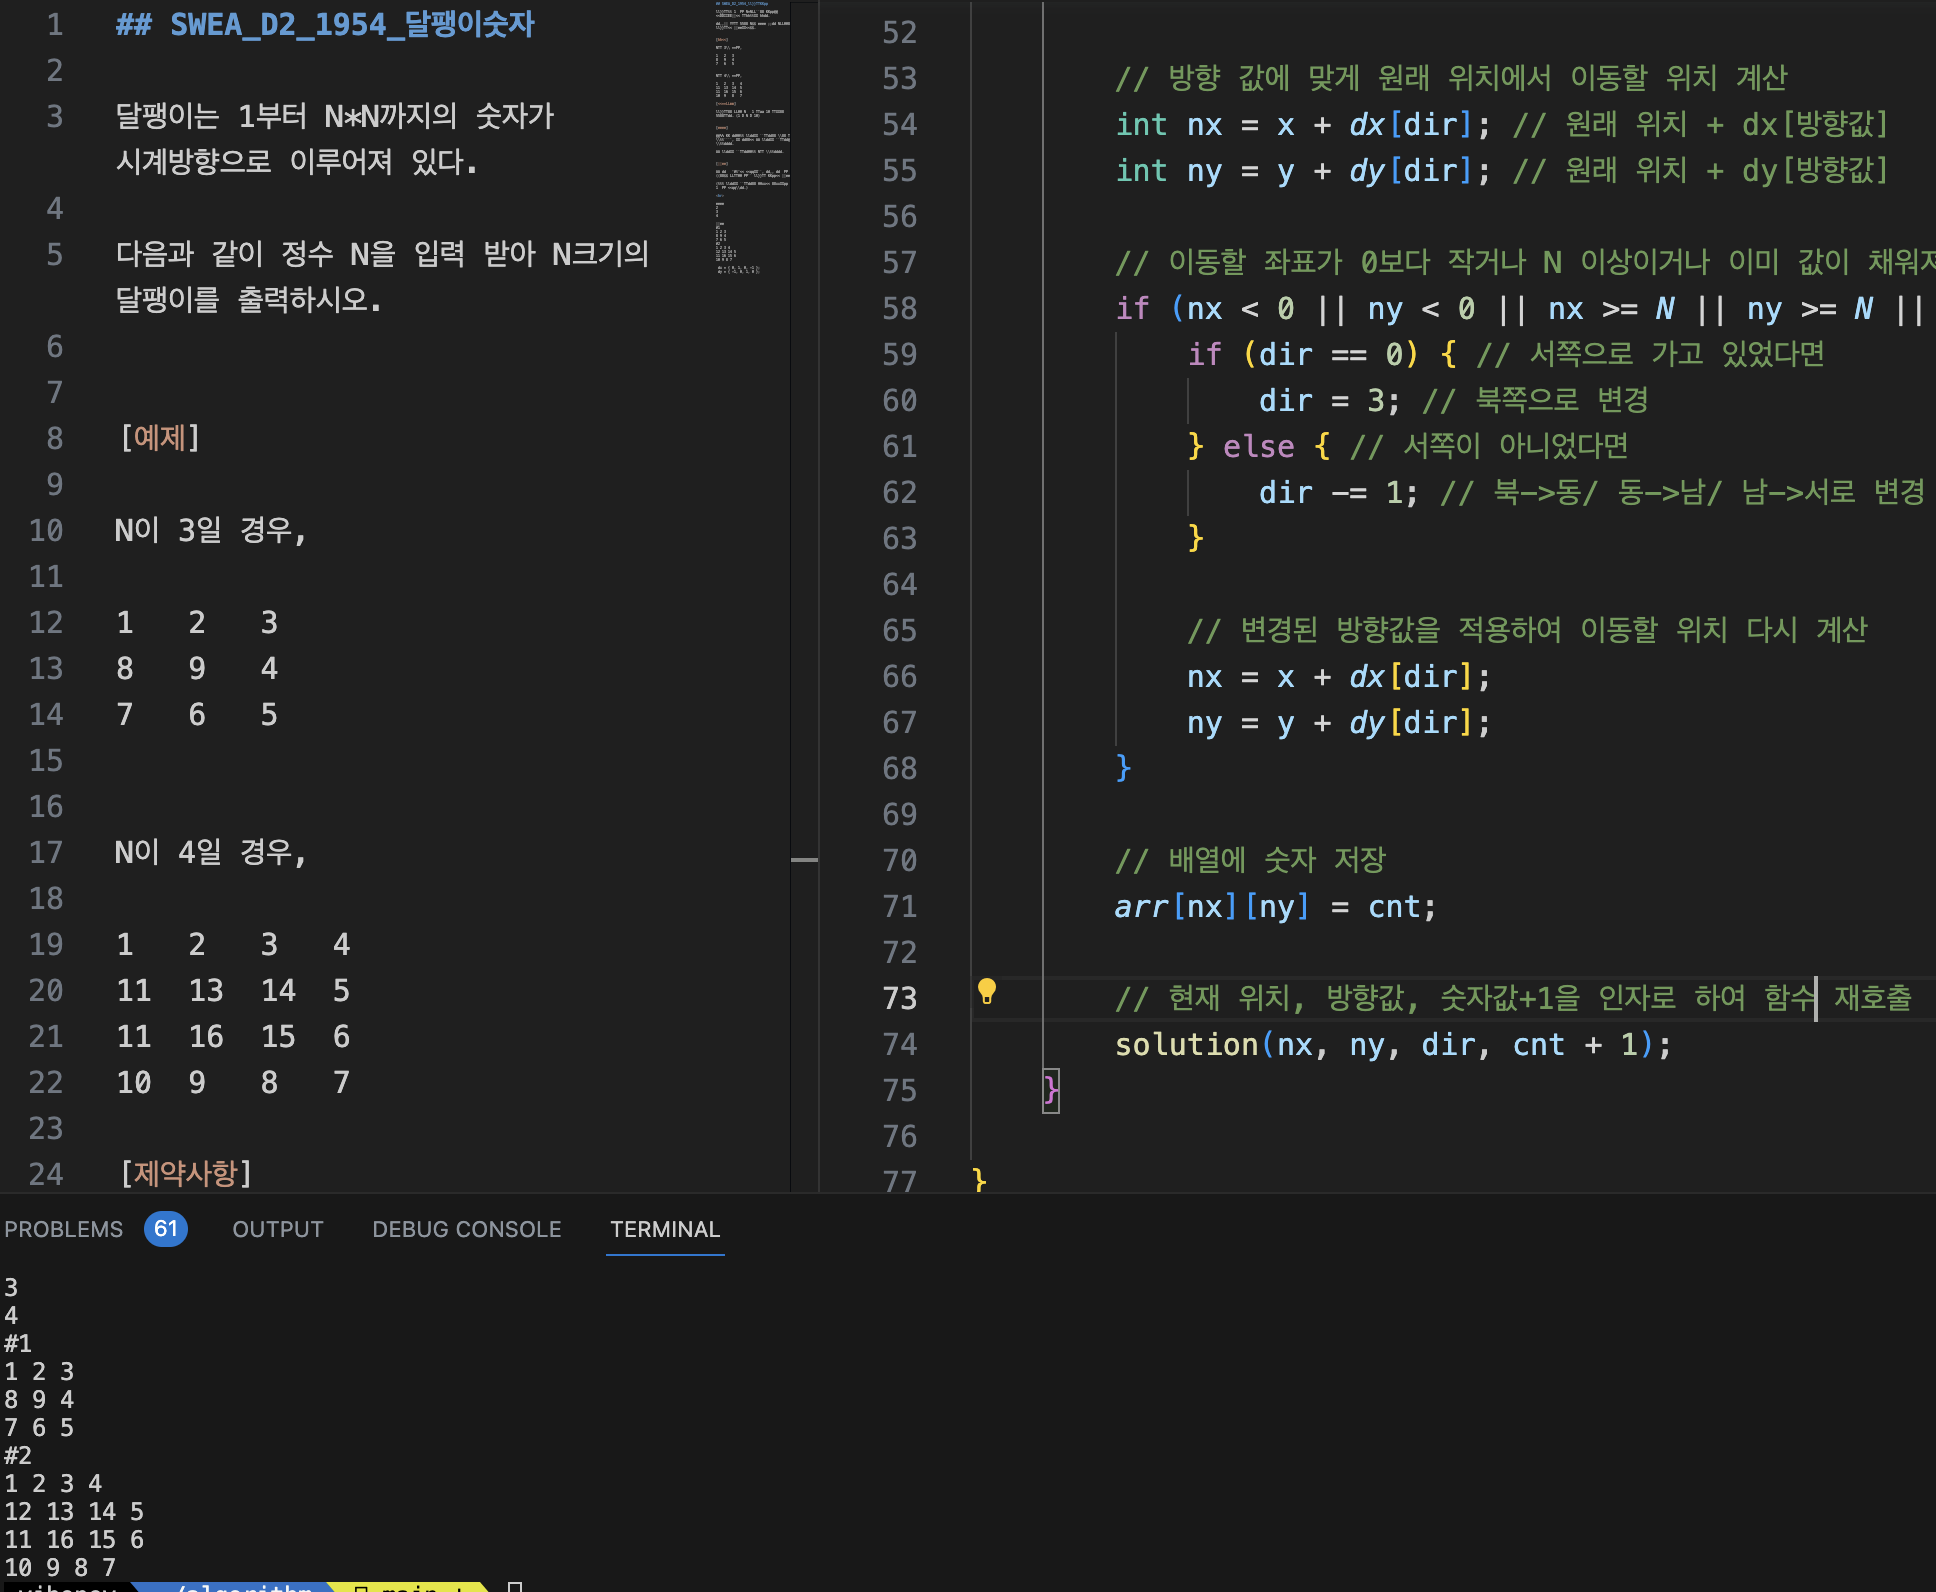 1 ## SWEA_D2_1954_달팽이숫자
2
3 달팽이는 1부터 N*N까지의 숫자가
시계방향으로 이루어져 있다.
4
5 다음과 같이 정수 N을 입력 받아 N크기의
달팽이를 출력하시오.
6
7
8 [예제]
9
10 N이 3일 경우,
11
12 1 2 3
13 8 9 4
14 7 6 5
15
16
17 N이 4일 경우,
18
19 1 2 3 4
20 11 13 14 5
21 11 16 15 6
22 10 9 8 7
23
24 [제약사항]
52
53 // 방향 값에 맞게 원래 위치에서 이동할 위치 계산
54 int nx = x + dx[dir]; // 원래 위치 + dx[방향값]
55 int ny = y + dy[dir]; // 원래 위치 + dy[방향값]
56
57 // 이동할 좌표가 0보다 작거나 N 이상이거나 이미 값이
58 if (nx < 0 || ny < 0 || nx >= N || ny >= N ||
59 if (dir == 0) { // 서쪽으로 가고 있었다면
60 dir = 3; // 북쪽으로 변경
61 } else { // 서쪽이 아니었다면
62 dir -= 1; // 북->동/ 동->남/ 남->서로 변경
63 }
64
65 // 변경된 방향값을 적용하여 이동할 위치 다시 계산
66 nx = x + dx[dir];
67 ny = y + dy[dir];
68 }
69
70 // 배열에 숫자 저장
71 arr[nx][ny] = cnt;
72
73 // 현재 위치, 방향값, 숫자값+1을 인자로 하여 함수 재호출
74 solution(nx, ny, dir, cnt + 1);
75 }
76
77 }
PROBLEMS 61 OUTPUT DEBUG CONSOLE TERMINAL
3
4
#1
1 2 3
8 9 4
7 6 5
#2
1 2 3 4
12 13 14 5
11 16 15 6
10 9 8 7